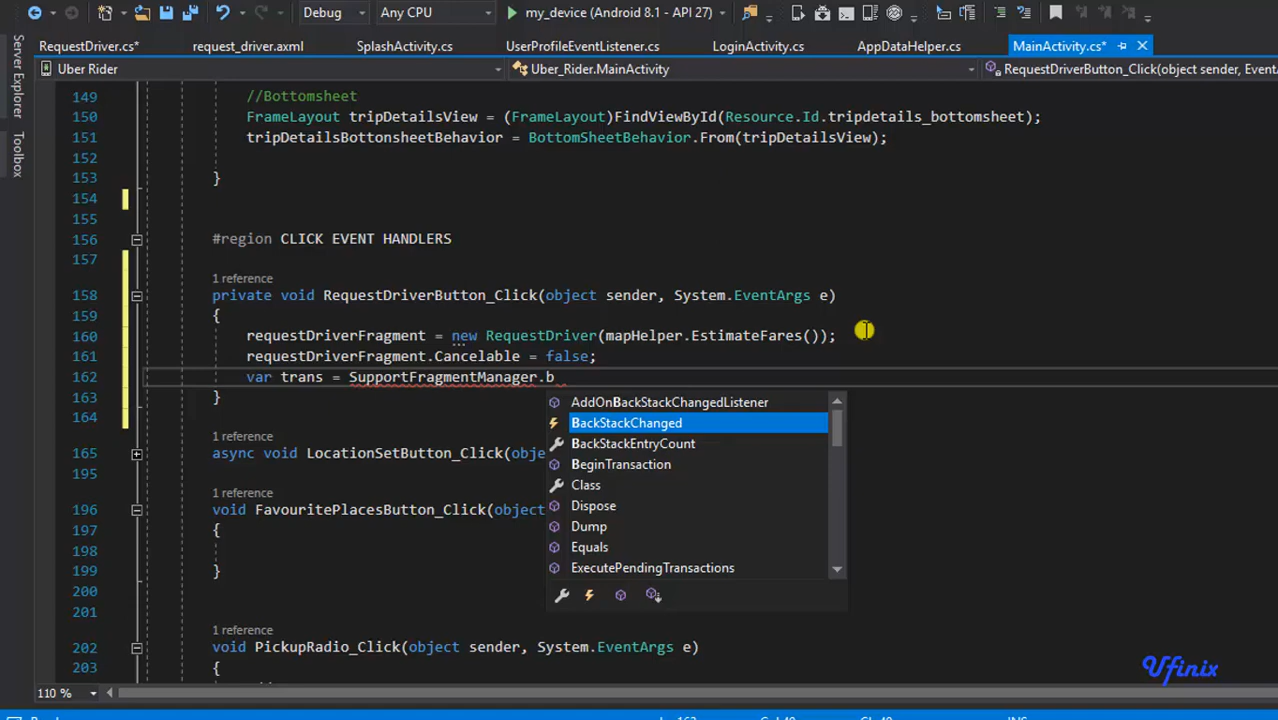 Debug
Any CPU
my_device (Android 8.1 - API 27)
RequestDriver.cs*
request_driver.axml
SplashActivity.cs
UserProfileEventListener.cs
LoginActivity.cs
AppDataHelper.cs
MainActivity.cs*
Server Explorer
Toolbox
Uber Rider
Uber_Rider.MainActivity
RequestDriverButton_Click(object sender, Event
149 //Bottomsheet
150 FrameLayout tripDetailsView = (FrameLayout)FindViewById(Resource.Id.tripdetails_bottomsheet);
151 tripDetailsBottonsheetBehavior = BottomSheetBehavior.From(tripDetailsView);
152
153 }
154
155
156 #region CLICK EVENT HANDLERS
157
1 reference
158 private void RequestDriverButton_Click(object sender, System.EventArgs e)
159 {
160 requestDriverFragment = new RequestDriver(mapHelper.EstimateFares());
161 requestDriverFragment.Cancelable = false;
162 var trans = SupportFragmentManager.b
163 }
164
AddOnBackStackChangedListener
BackStackChanged
BackStackEntryCount
BeginTransaction
Class
Dispose
Dump
Equals
ExecutePendingTransactions
1 reference
165 async void LocationSetButton_Click(obje
195
1 reference
196 void FavouritePlacesButton_Click(object
197 {
198
199 }
200
201
1 reference
202 void PickupRadio_Click(object sender, System.EventArgs e)
203 {
Ufinix
110 %